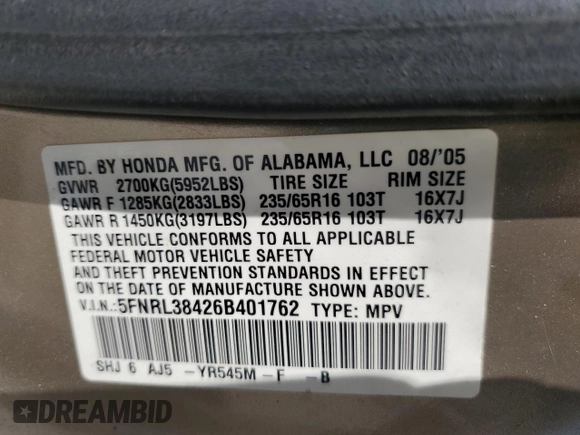 MFD. BY HONDA MFG. OF ALABAMA, LLC 08/'05
GVWR 2700KG(5952LBS) TIRE SIZE RIM SIZE
GAWR F 1285KG(2833LBS) 235/65R16 103T 16X7J
GAWR R 1450KG(3197LBS) 235/65R16 103T 16X7J
THIS VEHICLE CONFORMS TO ALL APPLICABLE
FEDERAL MOTOR VEHICLE SAFETY
AND THEFT PREVENTION STANDARDS IN EFFECT
ON THE DATE OF MANUFACTURE SHOWN ABOVE.
V.I.N.:5FNRL38426B401762 TYPE: MPV
SHJ 6 AJ5 -YR545M-F -B
DREAMBID